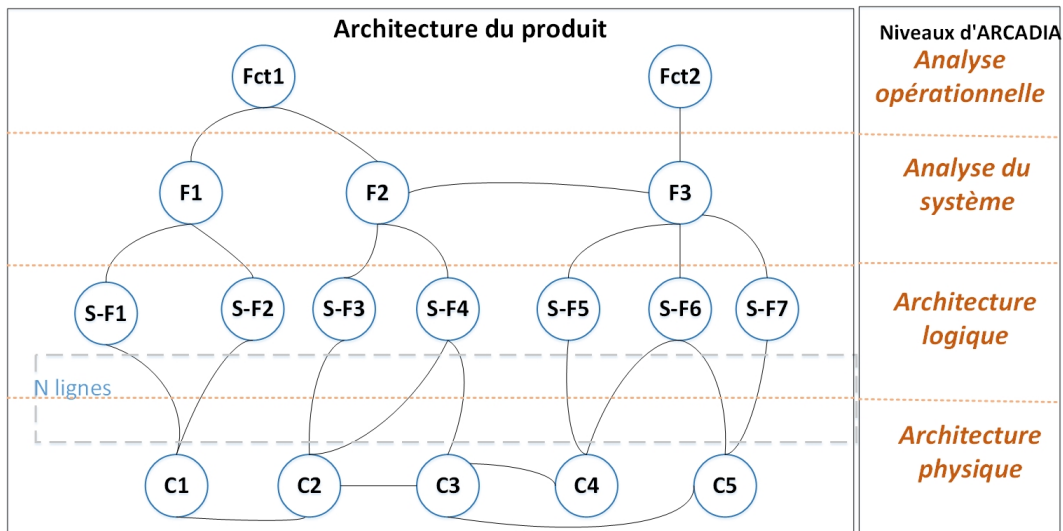 Architecture du produit
Niveaux d'ARCADIA
Fct1
Fct2
Analyse
opérationnelle
F1
F2
F3
Analyse du
système
S-F1
S-F2
S-F3
S-F4
S-F5
S-F6
S-F7
Architecture
logique
N lignes
C1
C2
C3
C4
C5
Architecture
physique